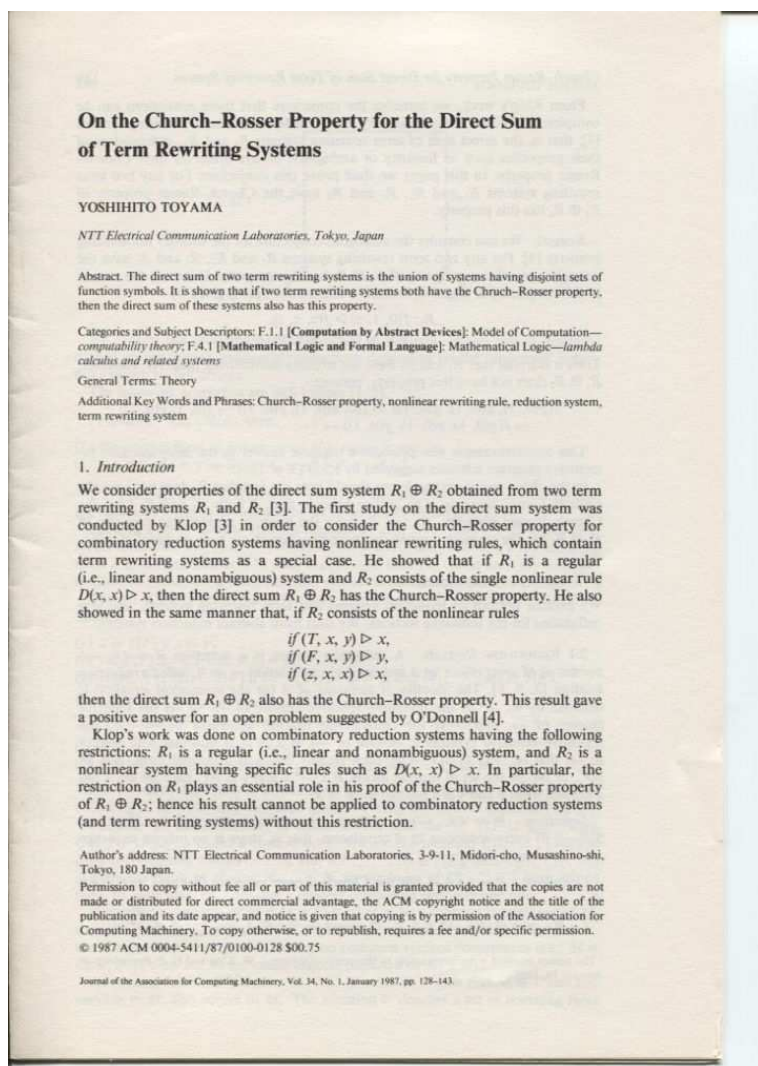 On the Church–Rosser Property for the Direct Sum
of Term Rewriting Systems
YOSHIHITO TOYAMA
NTT Electrical Communication Laboratories, Tokyo, Japan
Abstract. The direct sum of two term rewriting systems is the union of systems having disjoint sets of
function symbols. It is shown that if two term rewriting systems both have the Chruch–Rosser property,
then the direct sum of these systems also has this property.
Categories and Subject Descriptors: F.1.1 [Computation by Abstract Devices]: Model of Computation—
computability theory; F.4.1 [Mathematical Logic and Formal Language]: Mathematical Logic—lambda
calculus and related systems
General Terms: Theory
Additional Key Words and Phrases: Church–Rosser property, nonlinear rewriting rule, reduction system,
term rewriting system
1. Introduction
We consider properties of the direct sum system R₁ ⊕ R₂ obtained from two term
rewriting systems R₁ and R₂ [3]. The first study on the direct sum system was
conducted by Klop [3] in order to consider the Church–Rosser property for
combinatory reduction systems having nonlinear rewriting rules, which contain
term rewriting systems as a special case. He showed that if R₁ is a regular
(i.e., linear and nonambiguous) system and R₂ consists of the single nonlinear rule
D(x, x) ▷ x, then the direct sum R₁ ⊕ R₂ has the Church–Rosser property. He also
showed in the same manner that, if R₂ consists of the nonlinear rules
if (T, x, y) ▷ x,
if (F, x, y) ▷ y,
if (z, x, x) ▷ x,
then the direct sum R₁ ⊕ R₂ also has the Church–Rosser property. This result gave
a positive answer for an open problem suggested by O'Donnell [4].
Klop's work was done on combinatory reduction systems having the following
restrictions: R₁ is a regular (i.e., linear and nonambiguous) system, and R₂ is a
nonlinear system having specific rules such as D(x, x) ▷ x. In particular, the
restriction on R₁ plays an essential role in his proof of the Church–Rosser property
of R₁ ⊕ R₂; hence his result cannot be applied to combinatory reduction systems
(and term rewriting systems) without this restriction.
Author's address: NTT Electrical Communication Laboratories, 3-9-11, Midori-cho, Musashino-shi,
Tokyo, 180 Japan.
Permission to copy without fee all or part of this material is granted provided that the copies are not
made or distributed for direct commercial advantage, the ACM copyright notice and the title of the
publication and its date appear, and notice is given that copying is by permission of the Association for
Computing Machinery. To copy otherwise, or to republish, requires a fee and/or specific permission.
© 1987 ACM 0004-5411/87/0100-0128 $00.75
Journal of the Association for Computing Machinery, Vol. 34, No. 1, January 1987, pp. 128–143.